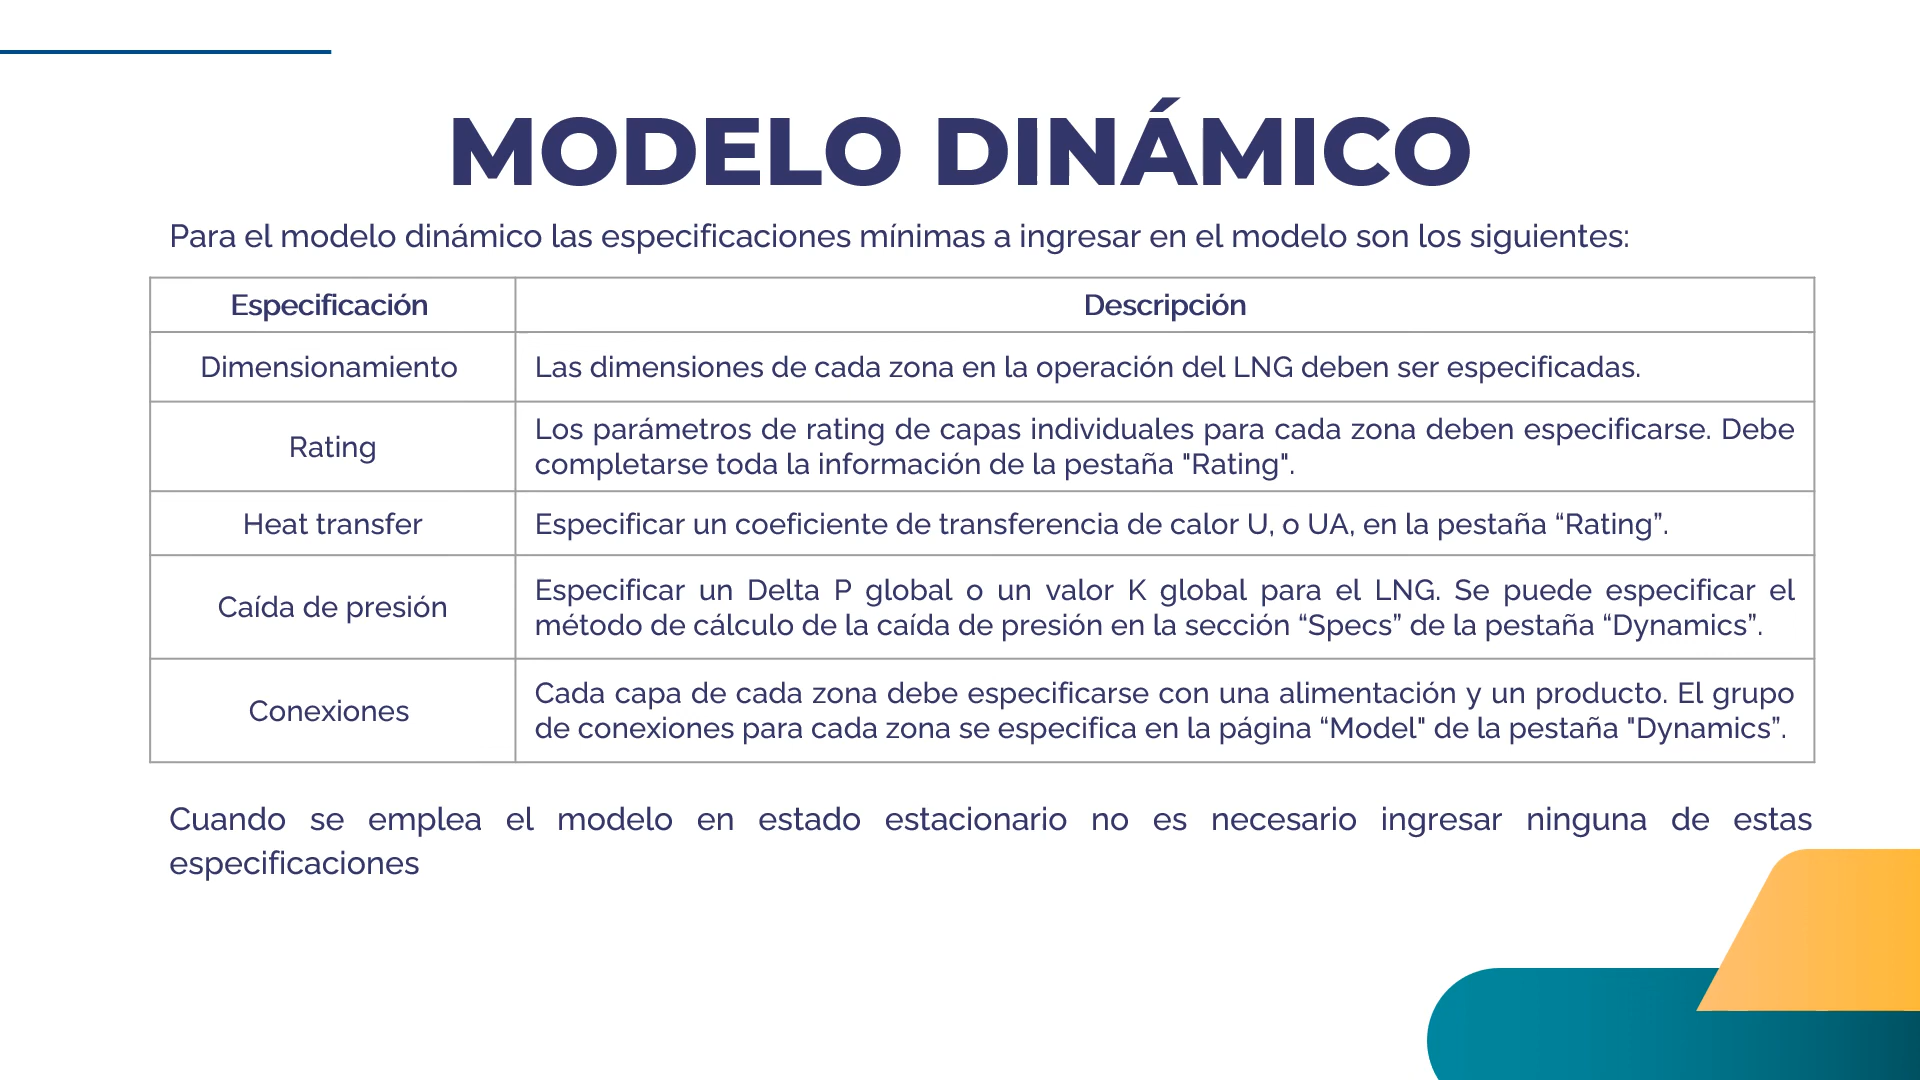 MODELO DINÁMICO
Para el modelo dinámico las especificaciones mínimas a ingresar en el modelo son los siguientes:
Especificación
Descripción
Dimensionamiento
Las dimensiones de cada zona en la operación del LNG deben ser especificadas.
Rating
Los parámetros de rating de capas individuales para cada zona deben especificarse. Debe
completarse toda la información de la pestaña "Rating".
Heat transfer
Especificar un coeficiente de transferencia de calor U, o UA, en la pestaña “Rating”.
Caída de presión
Especificar un Delta P global o un valor K global para el LNG. Se puede especificar el
método de cálculo de la caída de presión en la sección “Specs” de la pestaña “Dynamics”.
Conexiones
Cada capa de cada zona debe especificarse con una alimentación y un producto. El grupo
de conexiones para cada zona se especifica en la página “Model" de la pestaña "Dynamics”.
Cuando se emplea el modelo en estado estacionario no es necesario ingresar ninguna de estas
especificaciones